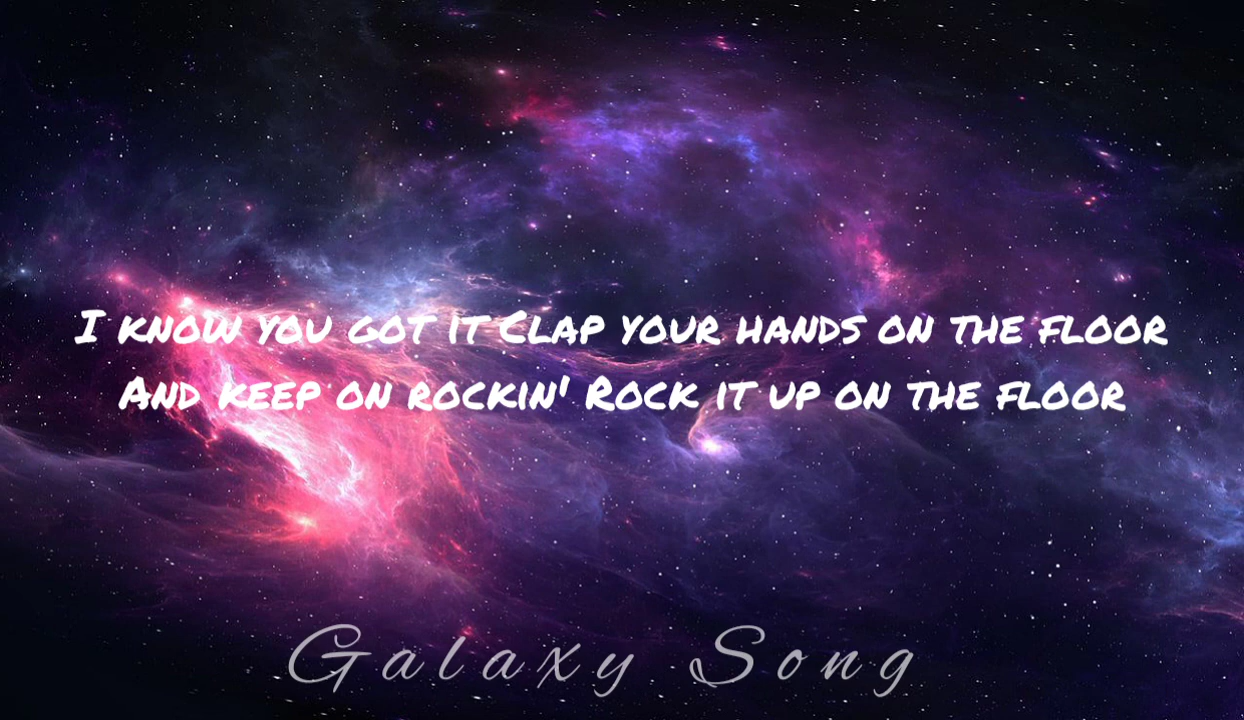 I know you got it Clap your hands on the floor
And keep on rockin' Rock it up on the floor
Galaxy Song